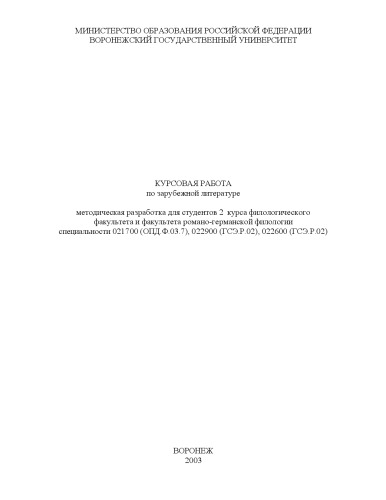 МИНИСТЕРСТВО ОБРАЗОВАНИЯ РОССИЙСКОЙ ФЕДЕРАЦИИ
ВОРОНЕЖСКИЙ ГОСУДАРСТВЕННЫЙ УНИВЕРСИТЕТ
КУРСОВАЯ РАБОТА
по зарубежной литературе
методическая разработка для студентов 2 курса филологического
факультета и факультета романо-германской филологии
специальности 021700 (ОПД.Ф.03.7), 022900 (ГСЭ.Р.02), 022600 (ГСЭ.Р.02)
ВОРОНЕЖ
2003